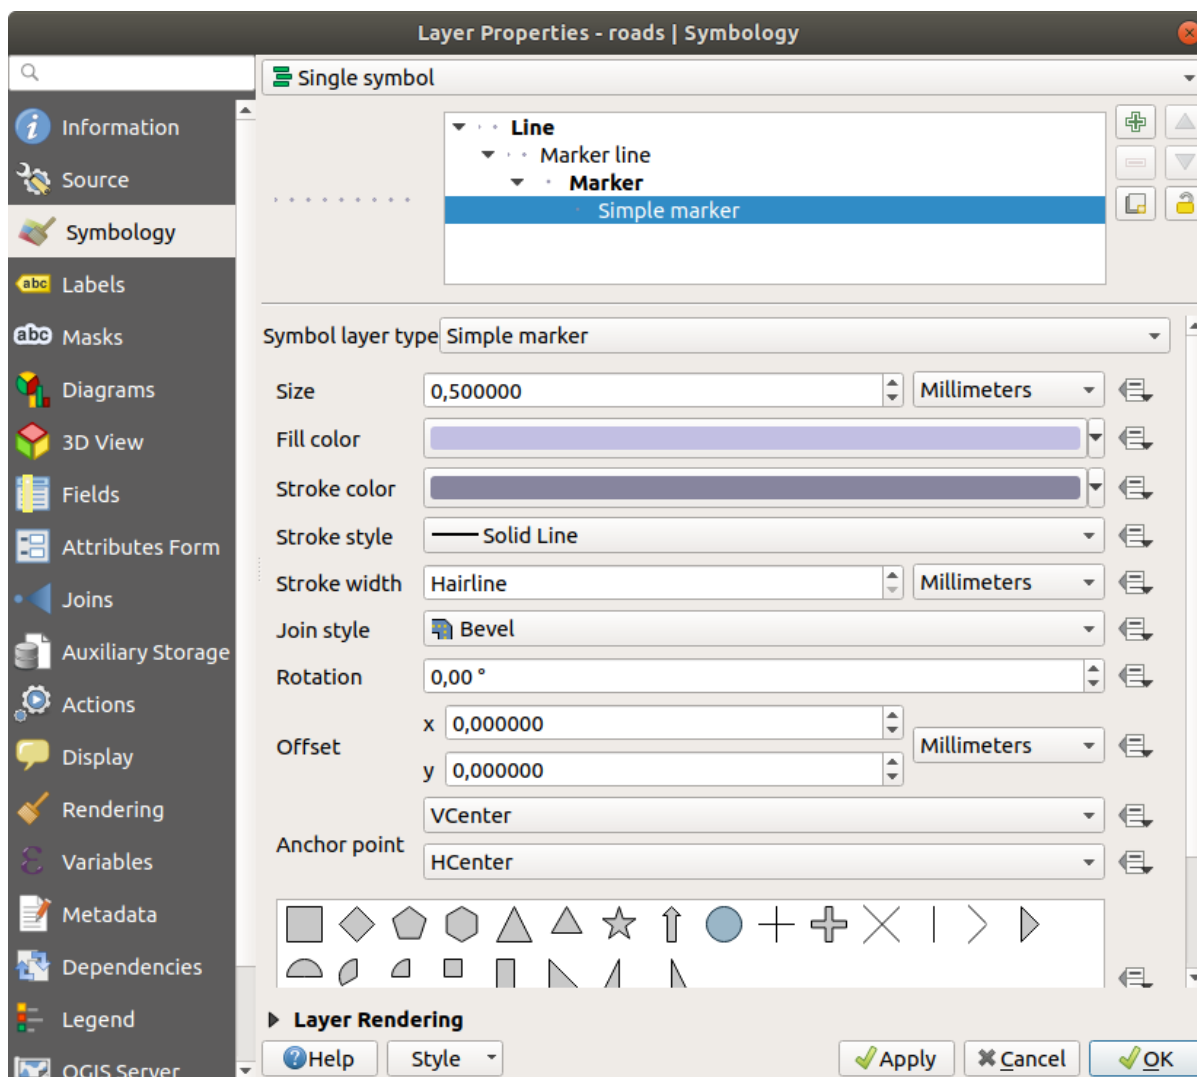 Layer Properties - roads | Symbology
Single symbol
Information
Source
Symbology
abc Labels
abc Masks
Diagrams
3D View
Fields
Attributes Form
Joins
Auxiliary Storage
Actions
Display
Rendering
Variables
Metadata
Dependencies
Legend
QGIS Server
Line
Marker line
Marker
Simple marker
Symbol layer type Simple marker
Size 0,500000 Millimeters
Fill color
Stroke color
Stroke style Solid Line
Stroke width Hairline Millimeters
Join style Bevel
Rotation 0,00 °
Offset x 0,000000 Millimeters
y 0,000000
Anchor point VCenter
HCenter
Layer Rendering
Help Style Apply Cancel OK